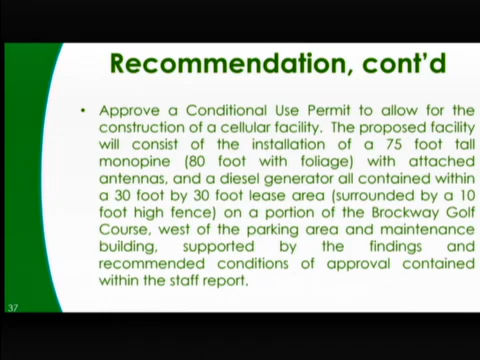 Recommendation, cont'd
• Approve a Conditional Use Permit to allow for the
construction of a cellular facility. The proposed facility
will consist of the installation of a 75 foot tall
monopine (80 foot with foliage) with attached
antennas, and a diesel generator all contained within
a 30 foot by 30 foot lease area (surrounded by a 10
foot high fence) on a portion of the Brockway Golf
Course, west of the parking area and maintenance
building, supported by the findings and
recommended conditions of approval contained
within the staff report.
37